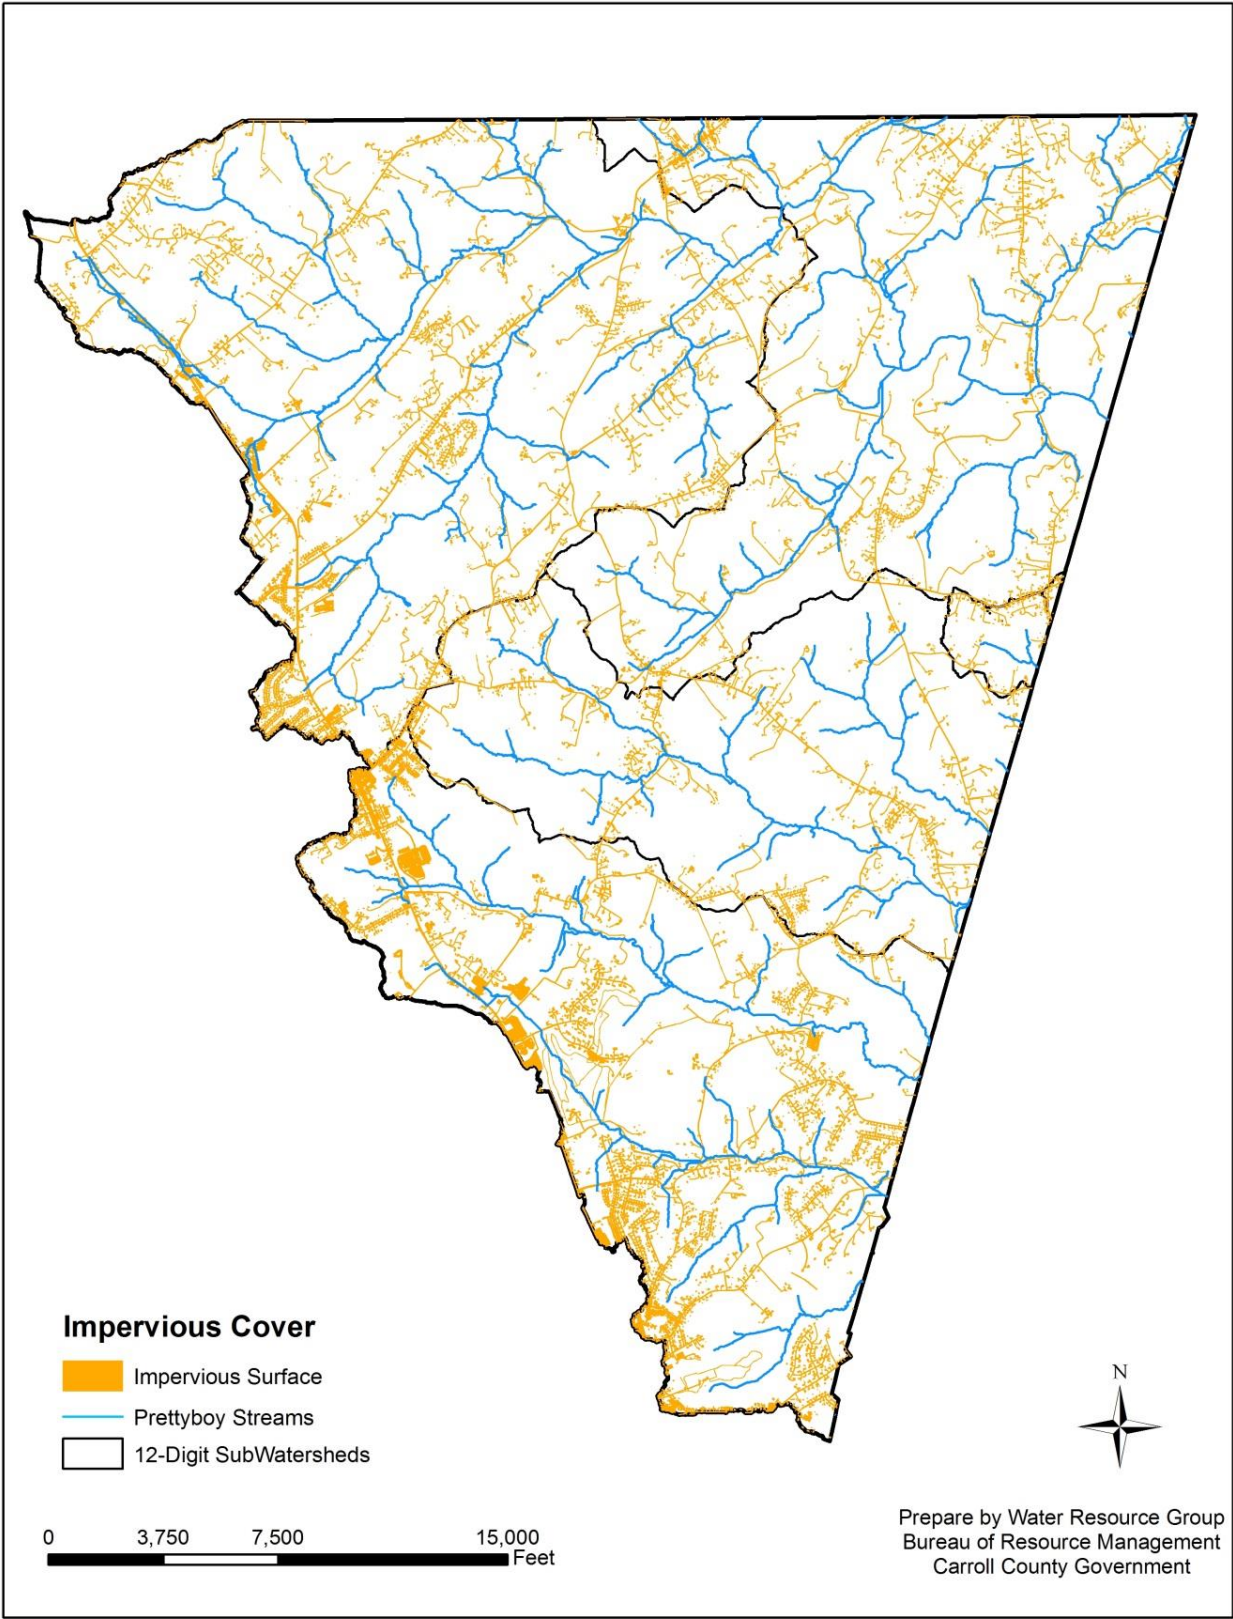 Impervious Cover
Impervious Surface
Prettyboy Streams
12-Digit SubWatersheds
0 3,750 7,500 15,000
Feet
N
Prepare by Water Resource Group
Bureau of Resource Management
Carroll County Government